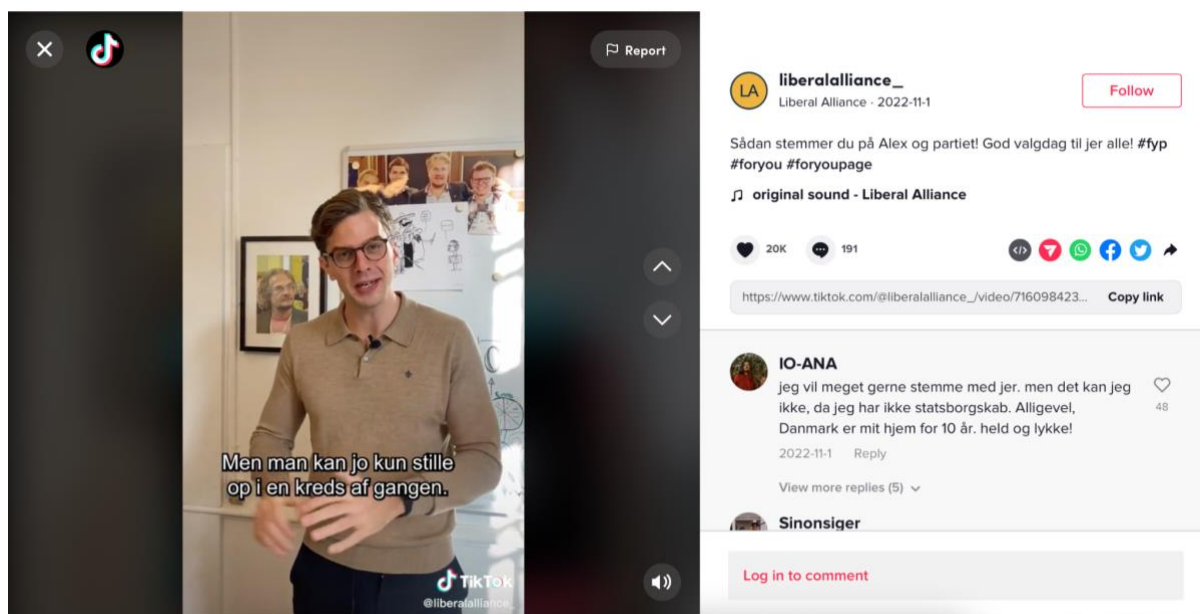 Report
Men man kan jo kun stille
op i en kreds af gangen.
TikTok
@liberalalliance_
LA
liberalalliance_
Liberal Alliance · 2022-11-1
Follow
Sådan stemmer du på Alex og partiet! God valgdag til jer alle! #fyp
#foryou #foryoupage
original sound - Liberal Alliance
20K
191
https://www.tiktok.com/@liberalalliance_/video/716098423...
Copy link
IO-ANA
jeg vil meget gerne stemme med jer. men det kan jeg
ikke, da jeg har ikke statsborgskab. Alligevel,
Danmark er mit hjem for 10 år. held og lykke!
48
2022-11-1 Reply
View more replies (5)
Sinonsiger
Log in to comment